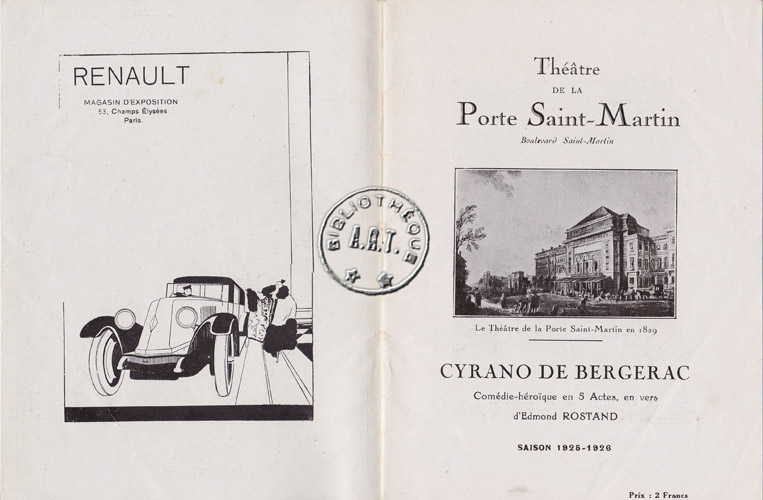 RENAULT
MAGASIN D'EXPOSITION
53, Champs Élysées
Paris
BIBLIOTHÈQUE
A.R.T.
Théâtre
DE LA
Porte Saint-Martin
Boulevard Saint-Martin
Le Théâtre de la Porte Saint-Martin en 1829
CYRANO DE BERGERAC
Comédie-héroïque en 5 Actes, en vers
d'Edmond ROSTAND
SAISON 1925-1926
Prix : 2 Francs